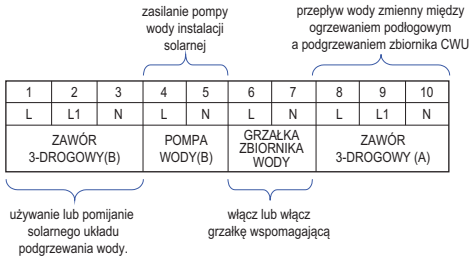 zasilanie pompy
wody instalacji
solarnej
przepływ wody zmienny między
ogrzewaniem podłogowym
a podgrzewaniem zbiornika CWU
1 2 3 4 5 6 7 8 9 10
L L1 N L N L N L L1 N
ZAWÓR
3-DROGOWY(B)
POMPA
WODY(B)
GRZAŁKA
ZBIORNIKA
WODY
ZAWÓR
3-DROGOWY (A)
używanie lub pomijanie
solarnego układu
podgrzewania wody.
włącz lub włącz
grzałkę wspomagającą